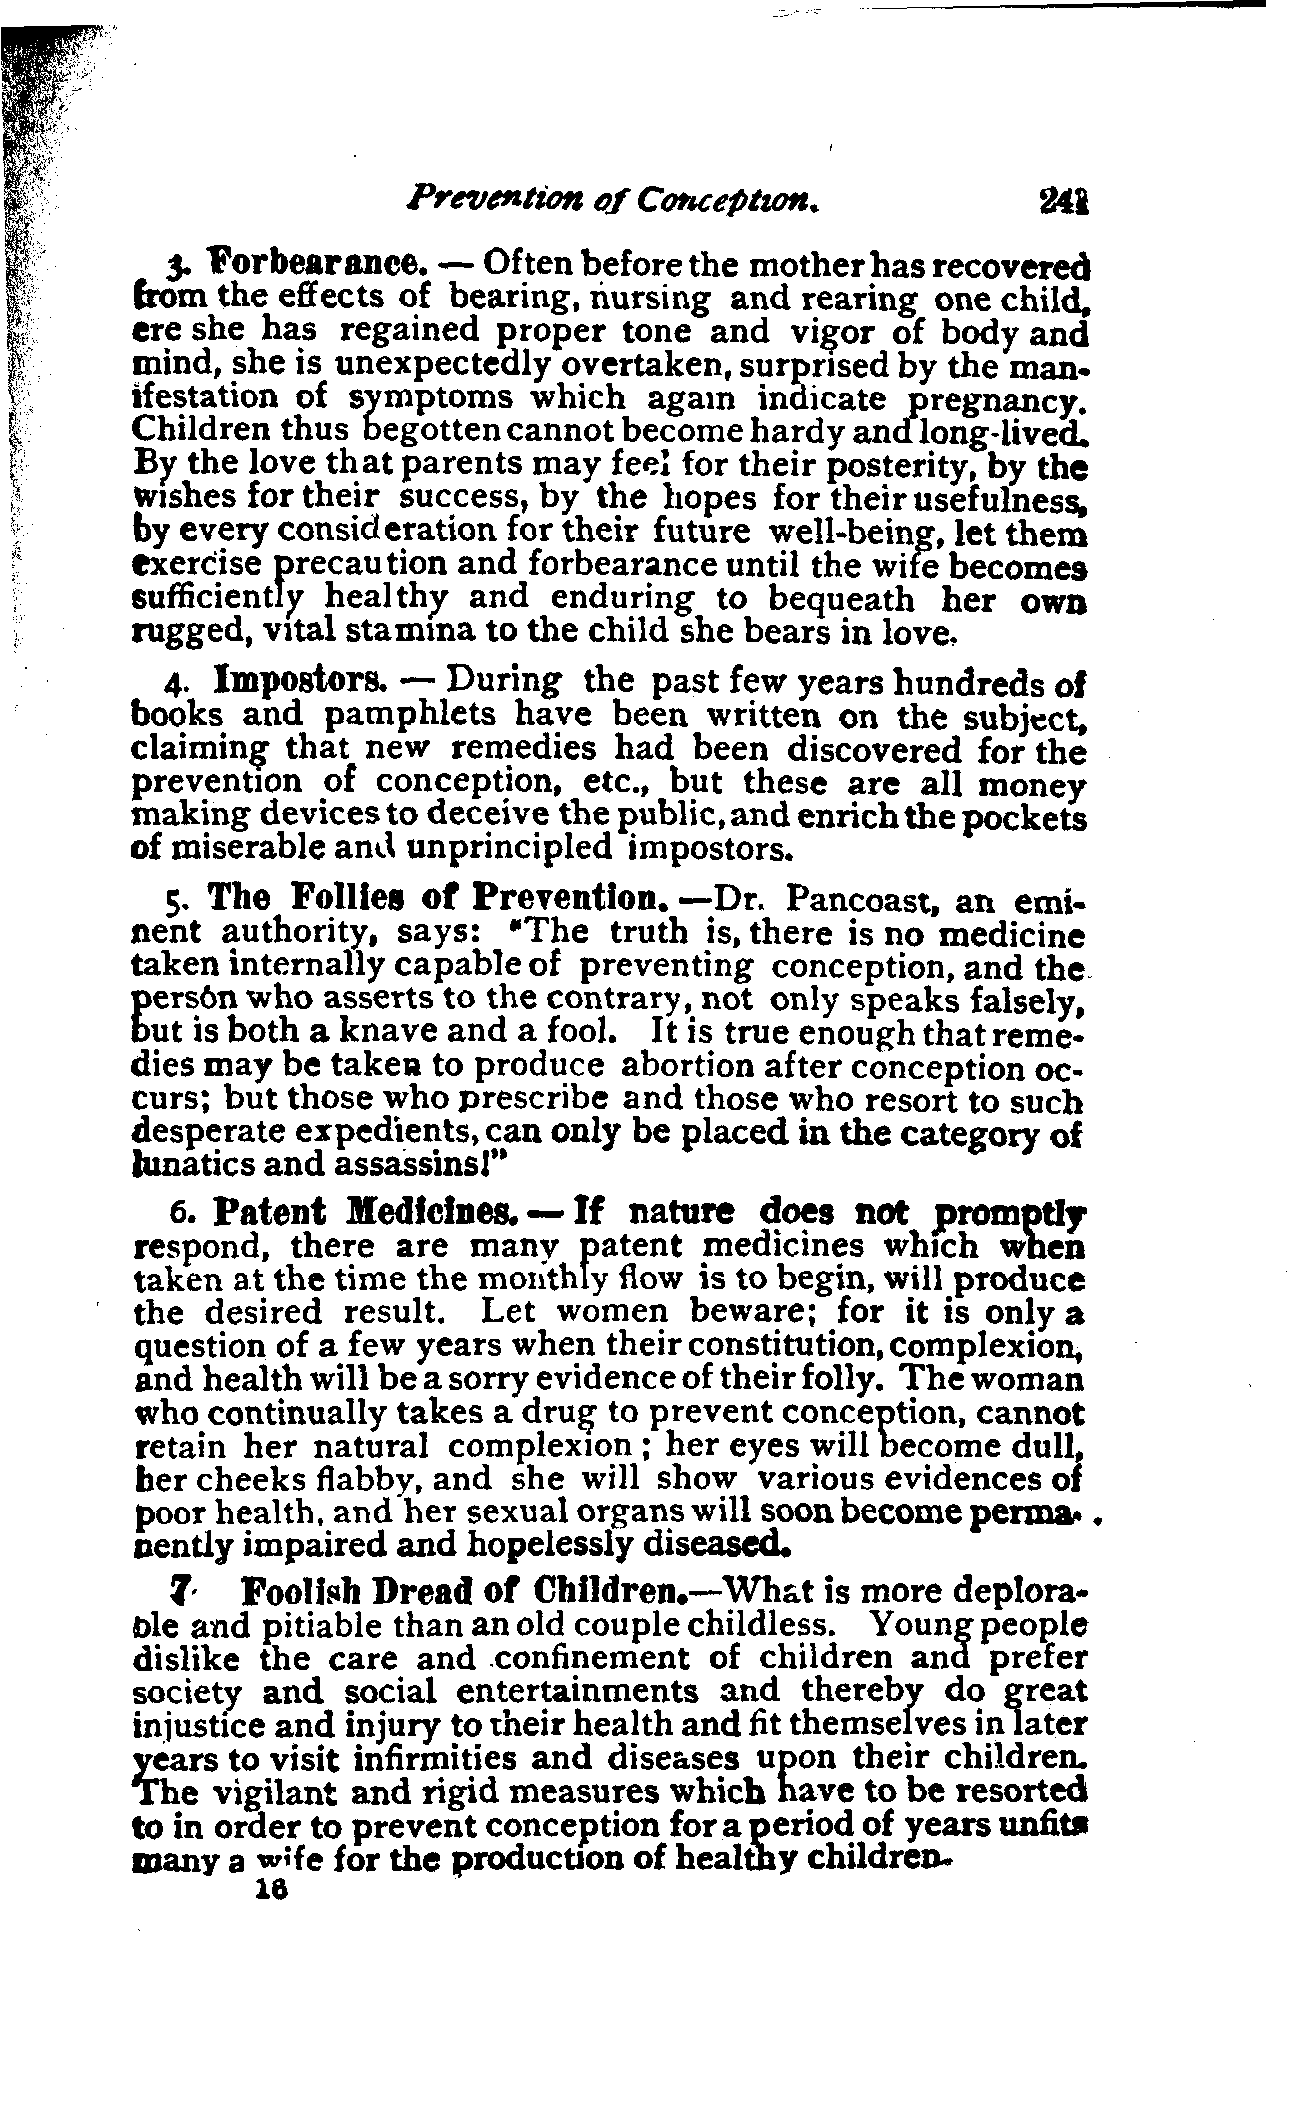 Prevention of Conception. 241
3. Forbearance. — Often before the mother has recovered
from the effects of bearing, nursing and rearing one child,
ere she has regained proper tone and vigor of body and
mind, she is unexpectedly overtaken, surprised by the man-
ifestation of symptoms which again indicate pregnancy.
Children thus begotten cannot become hardy and long-lived.
By the love that parents may feel for their posterity, by the
wishes for their success, by the hopes for their usefulness,
by every consideration for their future well-being, let them
exercise precaution and forbearance until the wife becomes
sufficiently healthy and enduring to bequeath her own
rugged, vital stamina to the child she bears in love.
4. Impostors. — During the past few years hundreds of
books and pamphlets have been written on the subject,
claiming that new remedies had been discovered for the
prevention of conception, etc., but these are all money
making devices to deceive the public, and enrich the pockets
of miserable and unprincipled impostors.
5. The Follies of Prevention. —Dr. Pancoast, an emi-
nent authority, says: "The truth is, there is no medicine
taken internally capable of preventing conception, and the
person who asserts to the contrary, not only speaks falsely,
but is both a knave and a fool. It is true enough that reme-
dies may be taken to produce abortion after conception oc-
curs; but those who prescribe and those who resort to such
desperate expedients, can only be placed in the category of
lunatics and assassins!"
6. Patent Medicines. — If nature does not promptly
respond, there are many patent medicines which when
taken at the time the monthly flow is to begin, will produce
the desired result. Let women beware; for it is only a
question of a few years when their constitution, complexion,
and health will be a sorry evidence of their folly. The woman
who continually takes a drug to prevent conception, cannot
retain her natural complexion ; her eyes will become dull,
her cheeks flabby, and she will show various evidences of
poor health, and her sexual organs will soon become perma-
nently impaired and hopelessly diseased.
7. Foolish Dread of Children.—What is more deplora-
ble and pitiable than an old couple childless. Young people
dislike the care and confinement of children and prefer
society and social entertainments and thereby do great
injustice and injury to their health and fit themselves in later
years to visit infirmities and diseases upon their children.
The vigilant and rigid measures which have to be resorted
to in order to prevent conception for a period of years unfits
many a wife for the production of healthy children.
16